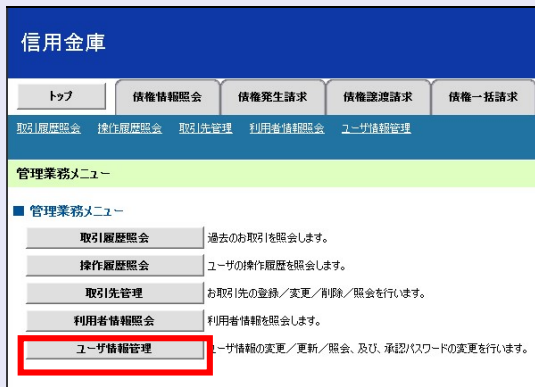 信用金庫
トップ 債権情報照会 債権発生請求 債権譲渡請求 債権一括請求
取引履歴照会 操作履歴照会 取引先管理 利用者情報照会 ユーザ情報管理
管理業務メニュー
■ 管理業務メニュー
取引履歴照会 過去のお取引を照会します。
操作履歴照会 ユーザの操作履歴を照会します。
取引先管理 お取引先の登録／変更／削除／照会を行います。
利用者情報照会 利用者情報を照会します。
ユーザ情報管理 ユーザ情報の変更／更新／照会、及び、承認パスワードの変更を行います。